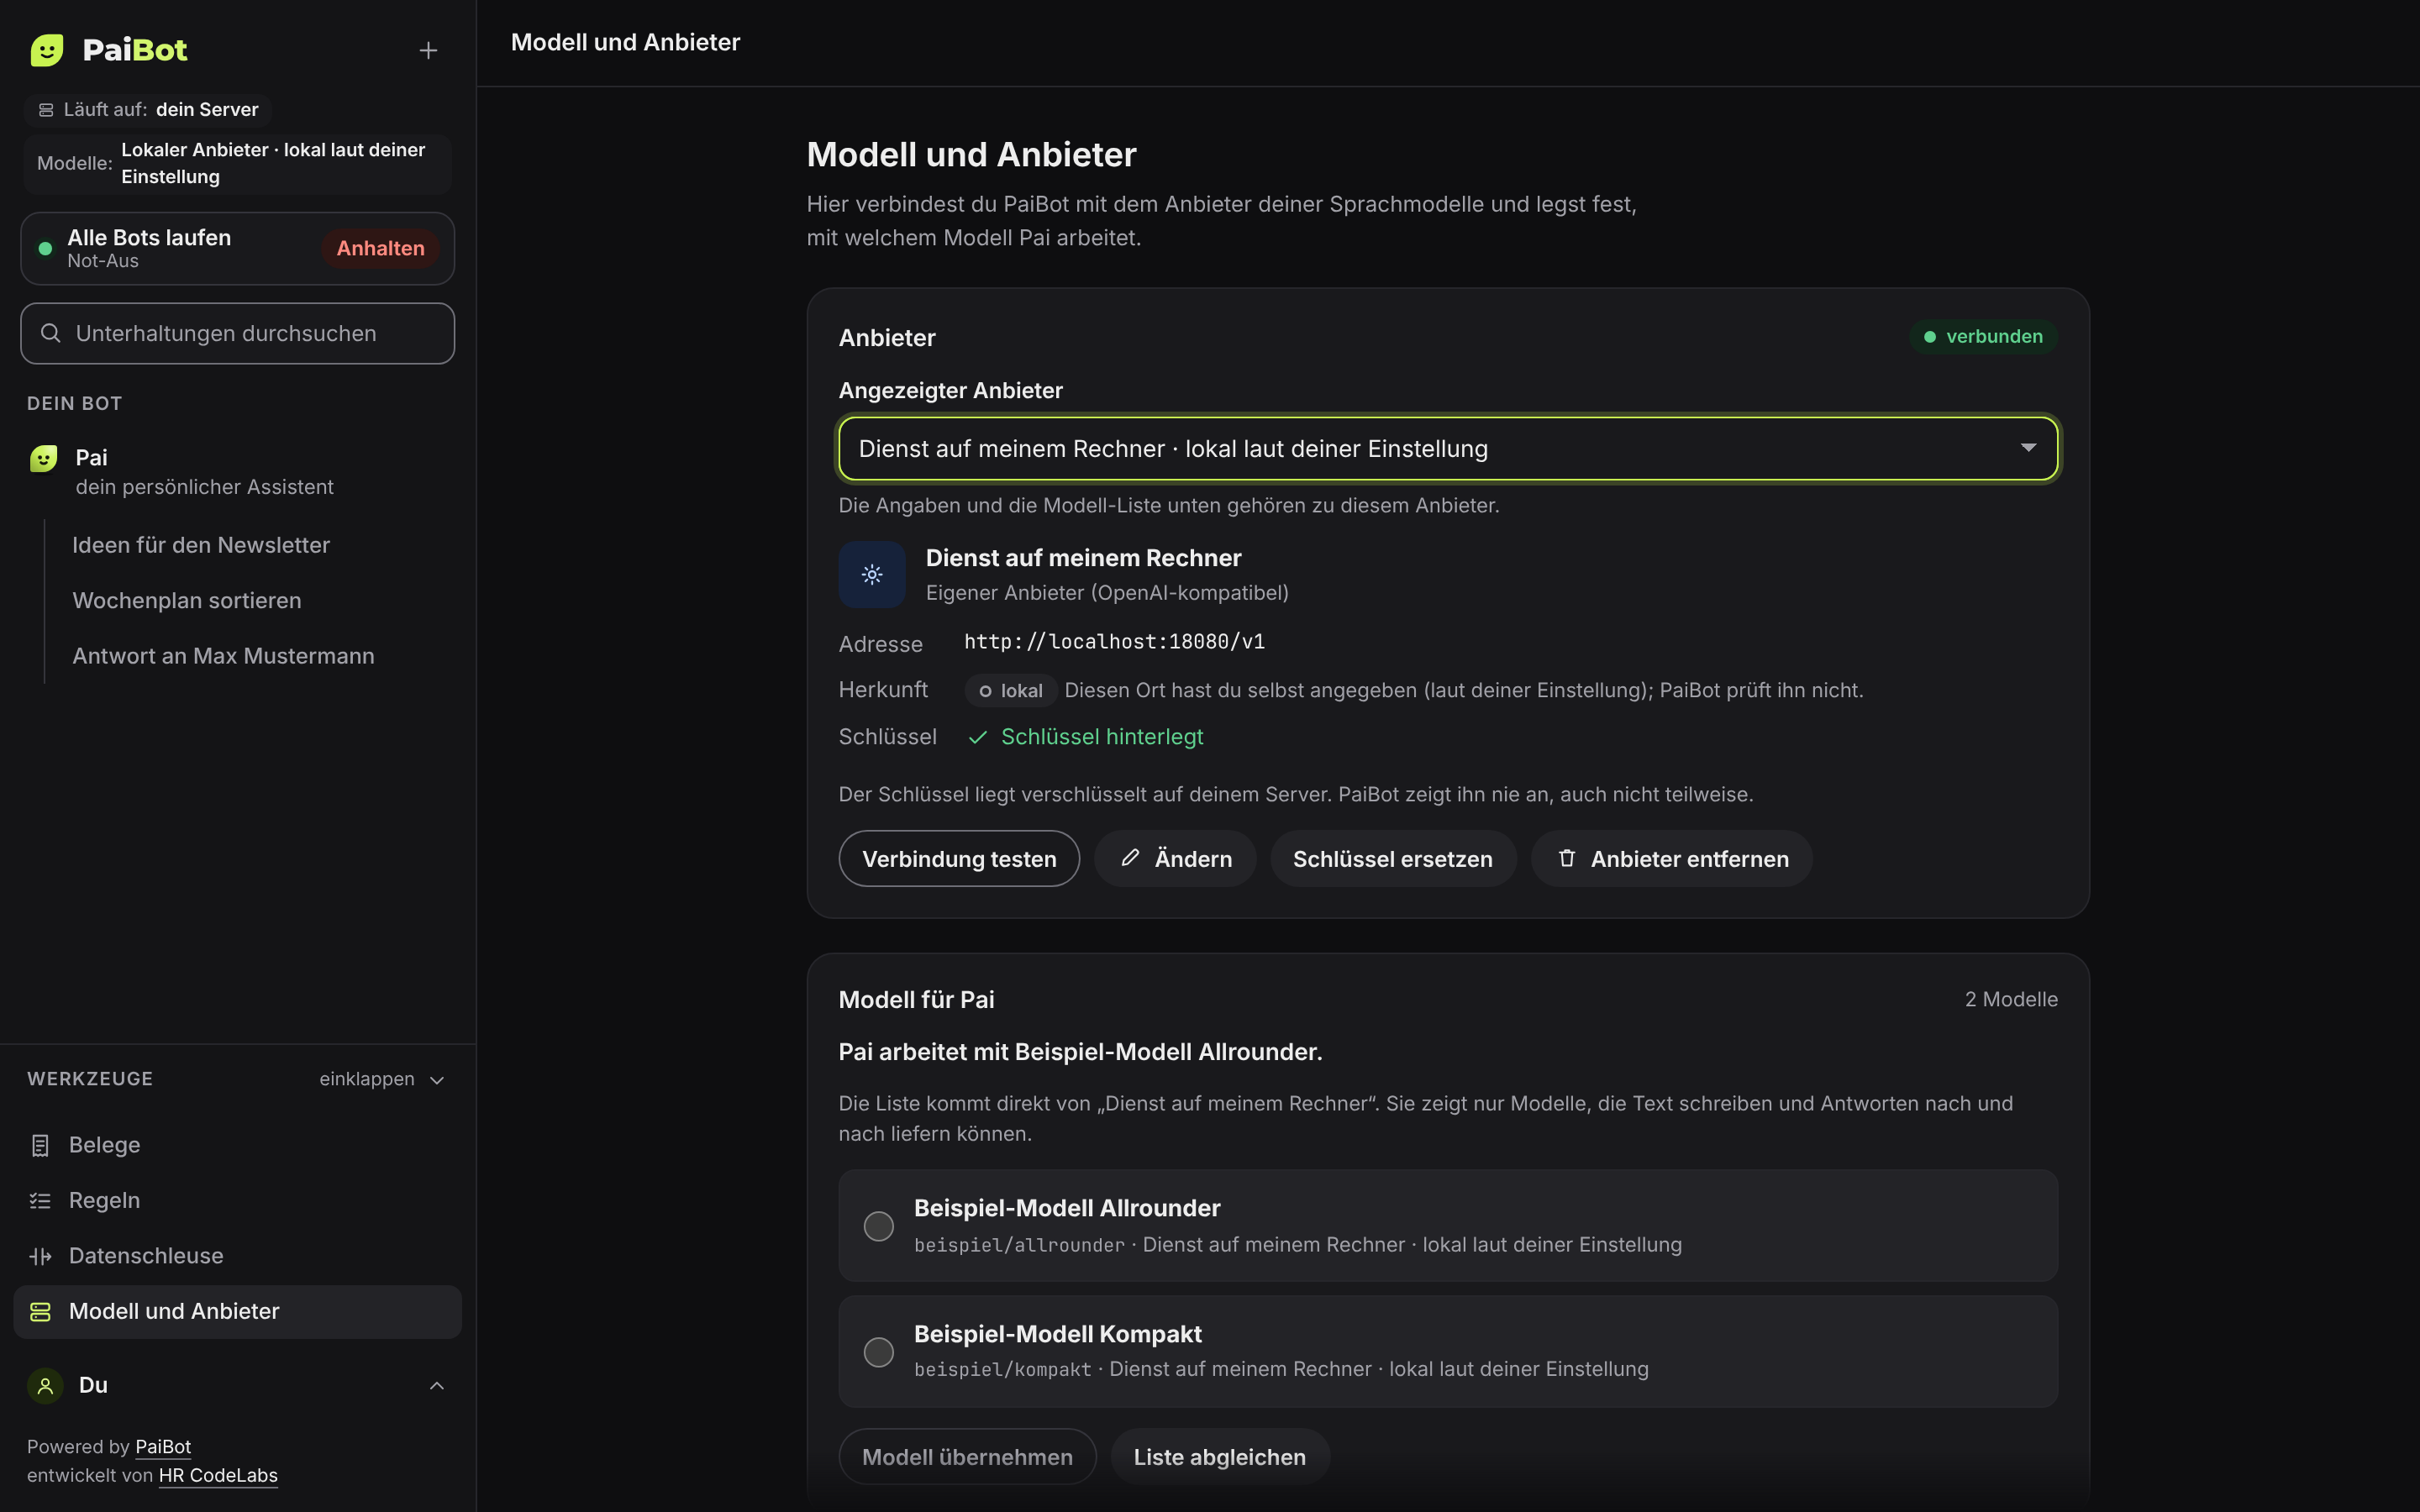 PaiBot
Läuft auf: dein Server
Modelle: Lokaler Anbieter · lokal laut deiner
Einstellung
Alle Bots laufen
Not-Aus
Anhalten
Unterhaltungen durchsuchen
DEIN BOT
Pai
dein persönlicher Assistent
Ideen für den Newsletter
Wochenplan sortieren
Antwort an Max Mustermann
WERKZEUGE
einklappen
Belege
Regeln
Datenschleuse
Modell und Anbieter
Du
Powered by PaiBot
entwickelt von HR CodeLabs
Modell und Anbieter
Modell und Anbieter
Hier verbindest du PaiBot mit dem Anbieter deiner Sprachmodelle und legst fest,
mit welchem Modell Pai arbeitet.
Anbieter
verbunden
Angezeigter Anbieter
Dienst auf meinem Rechner · lokal laut deiner Einstellung
Die Angaben und die Modell-Liste unten gehören zu diesem Anbieter.
Dienst auf meinem Rechner
Eigener Anbieter (OpenAI-kompatibel)
Adresse http://localhost:18080/v1
Herkunft lokal Diesen Ort hast du selbst angegeben (laut deiner Einstellung); PaiBot prüft ihn nicht.
Schlüssel Schlüssel hinterlegt
Der Schlüssel liegt verschlüsselt auf deinem Server. PaiBot zeigt ihn nie an, auch nicht teilweise.
Verbindung testen Ändern Schlüssel ersetzen Anbieter entfernen
Modell für Pai
2 Modelle
Pai arbeitet mit Beispiel-Modell Allrounder.
Die Liste kommt direkt von „Dienst auf meinem Rechner“. Sie zeigt nur Modelle, die Text schreiben und Antworten nach und
nach liefern können.
Beispiel-Modell Allrounder
beispiel/allrounder · Dienst auf meinem Rechner · lokal laut deiner Einstellung
Beispiel-Modell Kompakt
beispiel/kompakt · Dienst auf meinem Rechner · lokal laut deiner Einstellung
Modell übernehmen Liste abgleichen